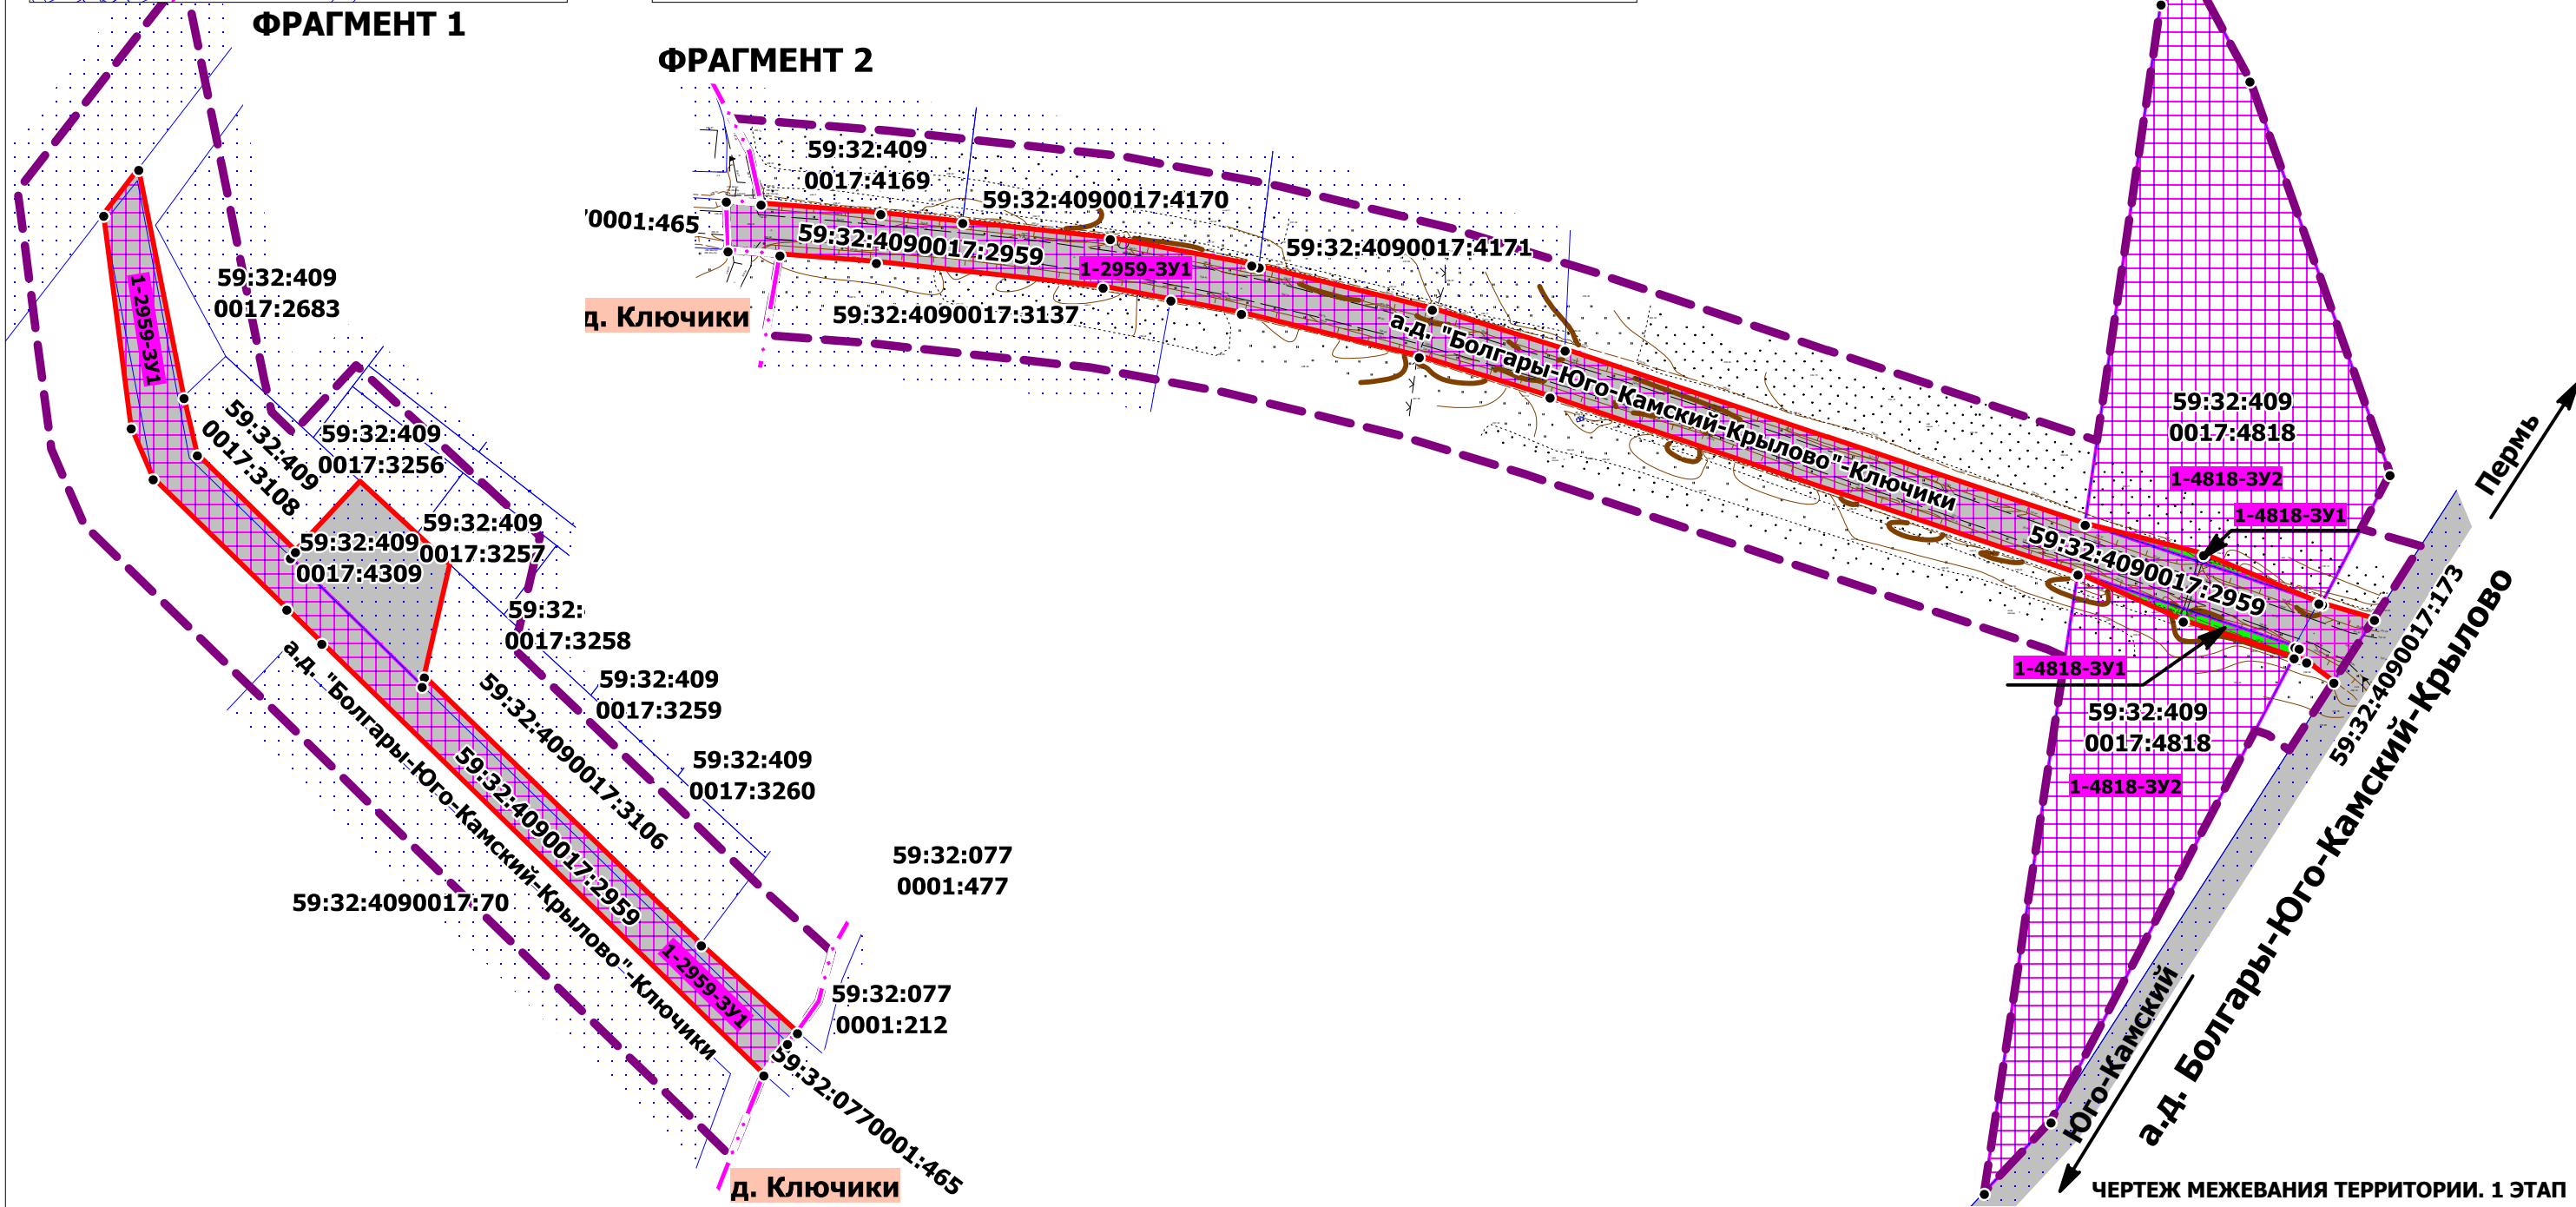 ФРАГМЕНТ 1
1-2959-ЗУ1
59:32:409
0017:2683
59:32:409
0017:3108
59:32:409
0017:3256
59:32:409
0017:3257
59:32:409
0017:4309
59:32:
0017:3258
59:32:409
0017:3259
59:32:409
0017:3260
59:32:4090017:3106
59:32:4090017:2959
а.д. "Болгары-Юго-Камский-Крылово"-Ключики
59:32:4090017:70
1-2959-ЗУ1
59:32:077
0001:477
59:32:077
0001:212
59:32:0770001:465
д. Ключики
ФРАГМЕНТ 2
59:32:409
0017:4169
59:32:4090017:4170
0001:465
59:32:4090017:2959
1-2959-ЗУ1
59:32:4090017:4171
д. Ключики
59:32:4090017:3137
а.д. "Болгары-Юго-Камский-Крылово"-Ключики
59:32:409
0017:4818
1-4818-ЗУ2
1-4818-ЗУ1
59:32:4090017:2959
1-4818-ЗУ1
59:32:409
0017:4818
1-4818-ЗУ2
Пермь
59:32:4090017:173
а.д. Болгары-Юго-Камский-Крылово
Юго-Камский
ЧЕРТЕЖ МЕЖЕВАНИЯ ТЕРРИТОРИИ. 1 ЭТАП